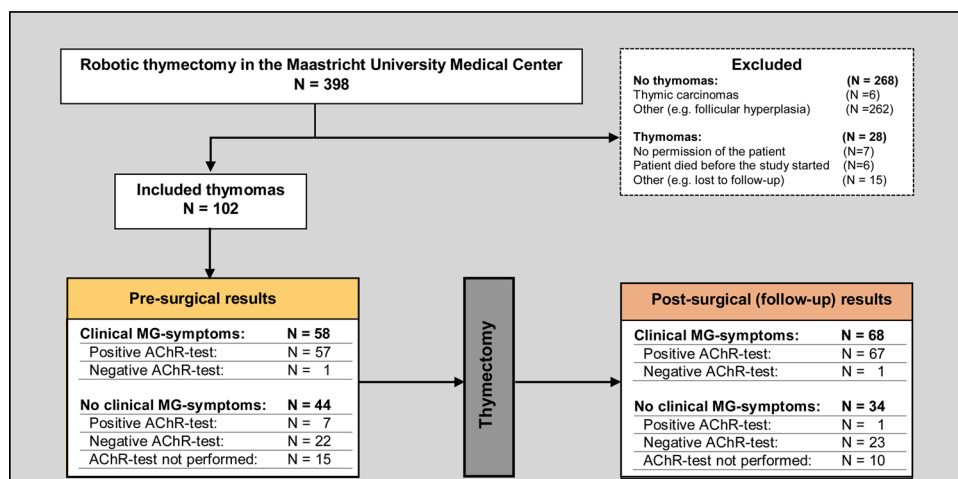 Robotic thymectomy in the Maastricht University Medical Center
N = 398
Excluded
No thymomas: (N = 268)
Thymic carcinomas (N =6)
Other (e.g. follicular hyperplasia) (N =262)
Thymomas: (N = 28)
No permission of the patient (N=7)
Patient died before the study started (N=6)
Other (e.g. lost to follow-up) (N = 15)
Included thymomas
N = 102
Pre-surgical results
Clinical MG-symptoms: N = 58
Positive AChR-test: N = 57
Negative AChR-test: N = 1
No clinical MG-symptoms: N = 44
Positive AChR-test: N = 7
Negative AChR-test: N = 22
AChR-test not performed: N = 15
Thymectomy
Post-surgical (follow-up) results
Clinical MG-symptoms: N = 68
Positive AChR-test: N = 67
Negative AChR-test: N = 1
No clinical MG-symptoms: N = 34
Positive AChR-test: N = 1
Negative AChR-test: N = 23
AChR-test not performed: N = 10